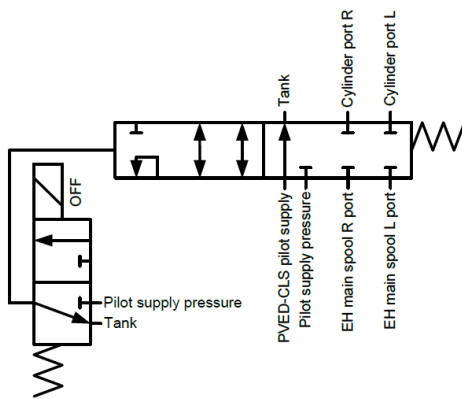 Tank
Cylinder port R
Cylinder port L
OFF
PVED-CLS pilot supply
Pilot supply pressure
EH main spool R port
EH main spool L port
Pilot supply pressure
Tank